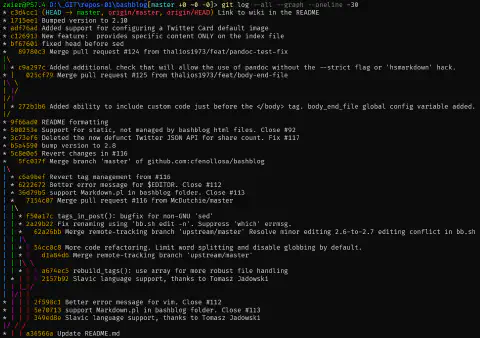 zxier@P57.4 D:\_GIT\repos-01\bashblog[master +0 ~0 -0]> git log --all --graph --oneline -30
* c3d4cc1 (HEAD -> master, origin/master, origin/HEAD) Link to wiki in the README
* 1715ee1 Bumped version to 2.10
* adf76ad Added support for configuring a Twitter Card default image
* c126913 New feature: provides specific content ONLY on the index file
* bf67601 fixed head before sed
* 89780c3 Merge pull request #124 from thalios1973/feat/pandoc-test-fix
|\
| * c9a297c Added additional check that will allow the use of pandoc without the --strict flag or 'hsmarkdown' hack.
* | 025cf79 Merge pull request #125 from thalios1973/feat/body-end-file
|\ \
| |/
|/|
| * 272b1b6 Added ability to include custom code just before the </body> tag. body_end_file global config variable added.
|/
* 9f66ad0 README formatting
* 508253a Support for static, not managed by bashblog html files. Close #92
* 3c73ef6 Deleted the now defunct Twitter JSON API for share count. Fix #117
* b5a4590 bump version to 2.8
* 5c8e0e5 Revert changes in #116
* 5fc037f Merge branch 'master' of github.com:cfenollosa/bashblog
|\
| * c6e9bef Revert tag management from #116
* | 6222672 Better error message for $EDITOR. Close #112
* | 36d79b5 support Markdown.pl in bashblog folder. Close #113
* | 7154c07 Merge pull request #116 from McDutchie/master
|\ \
| * | f50a17c tags_in_post(): bugfix for non-GNU 'sed'
| * | 2a29b22 Fix renaming using 'bb.sh edit -n'. Suppress 'which' errmsg.
| * | 62a26bb Merge remote-tracking branch 'upstream/master' Resolve minor editing 2.6-to-2.7 editing conflict in bb.sh
| |\ \
| * | | 54cc0c8 More code refactoring. Limit word splitting and disable globbing by default.
| * | | d1a84d6 Merge remote-tracking branch 'upstream/master'
| |\ \ \
| * | | | a674ec5 rebuild_tags(): use array for more robust file handling
* | | | | 2157b92 Slavic language support, thanks to Tomasz Jadowski
| |_|/ /
|/| | |
* | | | 2f590c1 Better error message for vim. Close #112
* | | | 5e70713 support Markdown.pl in bashblog folder. Close #113
* | | | 349ed8e Slavic language support, thanks to Tomasz Jadowski
|/ / /
* | | a36566a Update README.md